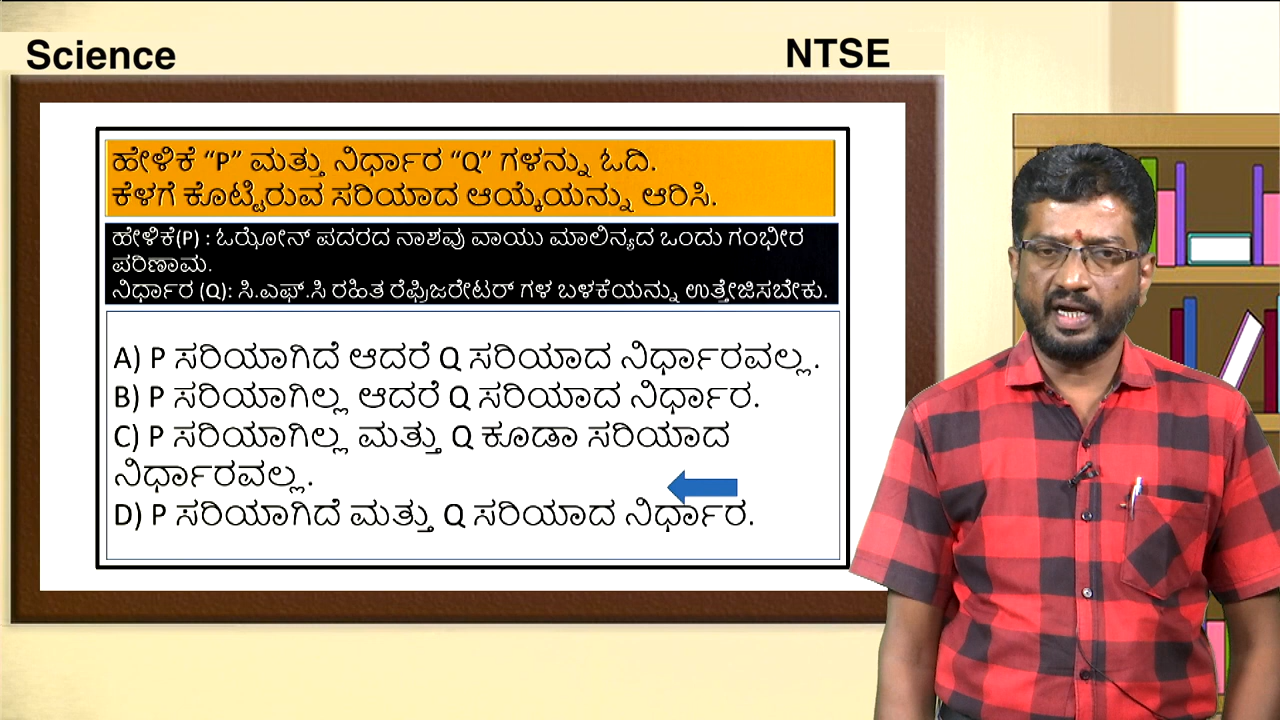 Science
NTSE
ಹೇಳಿಕೆ “P” ಮತ್ತು ನಿರ್ಧಾರ “Q” ಗಳನ್ನು ಓದಿ.
ಕೆಳಗೆ ಕೊಟ್ಟಿರುವ ಸರಿಯಾದ ಆಯ್ಕೆಯನ್ನು ಆರಿಸಿ.
ಹೇಳಿಕೆ(P) : ಓಝೋನ್ ಪದರದ ನಾಶವು ವಾಯು ಮಾಲಿನ್ಯದ ಒಂದು ಗಂಭೀರ
ಪರಿಣಾಮ.
ನಿರ್ಧಾರ (Q): ಸಿ.ಎಫ್.ಸಿ ರಹಿತ ರೆಫ್ರಿಜರೇಟರ್ ಗಳ ಬಳಕೆಯನ್ನು ಉತ್ತೇಜಿಸಬೇಕು.
A) P ಸರಿಯಾಗಿದೆ ಆದರೆ Q ಸರಿಯಾದ ನಿರ್ಧಾರವಲ್ಲ.
B) P ಸರಿಯಾಗಿಲ್ಲ ಆದರೆ Q ಸರಿಯಾದ ನಿರ್ಧಾರ.
C) P ಸರಿಯಾಗಿಲ್ಲ ಮತ್ತು Q ಕೂಡಾ ಸರಿಯಾದ
ನಿರ್ಧಾರವಲ್ಲ.
D) P ಸರಿಯಾಗಿದೆ ಮತ್ತು Q ಸರಿಯಾದ ನಿರ್ಧಾರ.